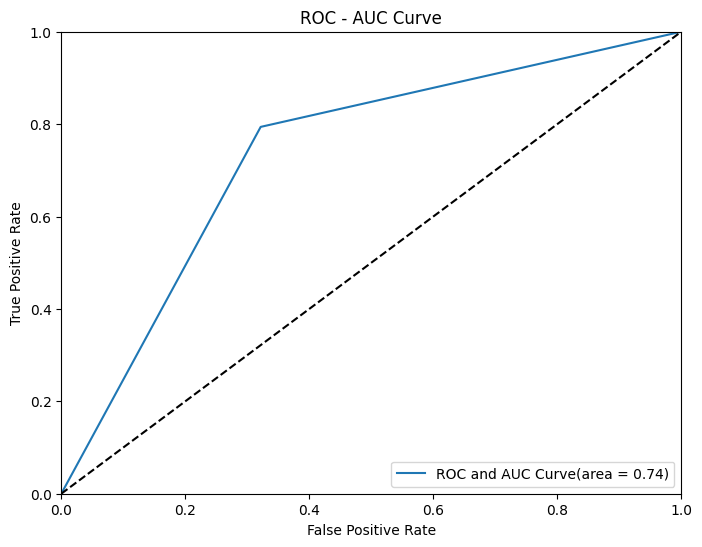 ROC - AUC Curve
1.0
0.8
0.6
0.4
0.2
0.0
True Positive Rate
ROC and AUC Curve(area = 0.74)
0.0 0.2 0.4 0.6 0.8 1.0
False Positive Rate